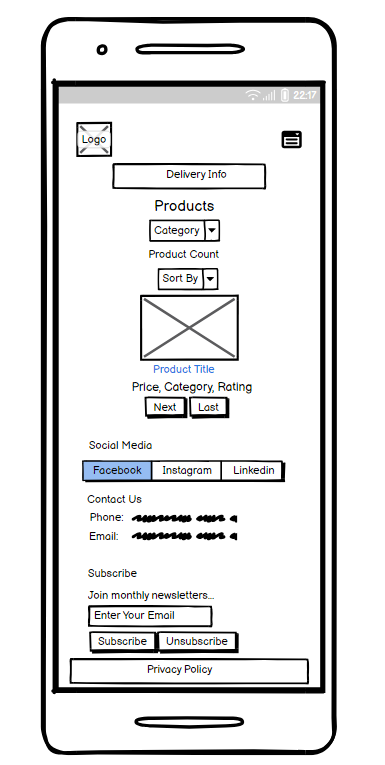 22:17
Logo
Delivery Info
Products
Category
Product Count
Sort By
Product Title
Price, Category, Rating
Next Last
Social Media
Facebook Instagram Linkedin
Contact Us
Phone:
Email:
Subscribe
Join monthly newsletters...
Enter Your Email
Subscribe Unsubscribe
Privacy Policy